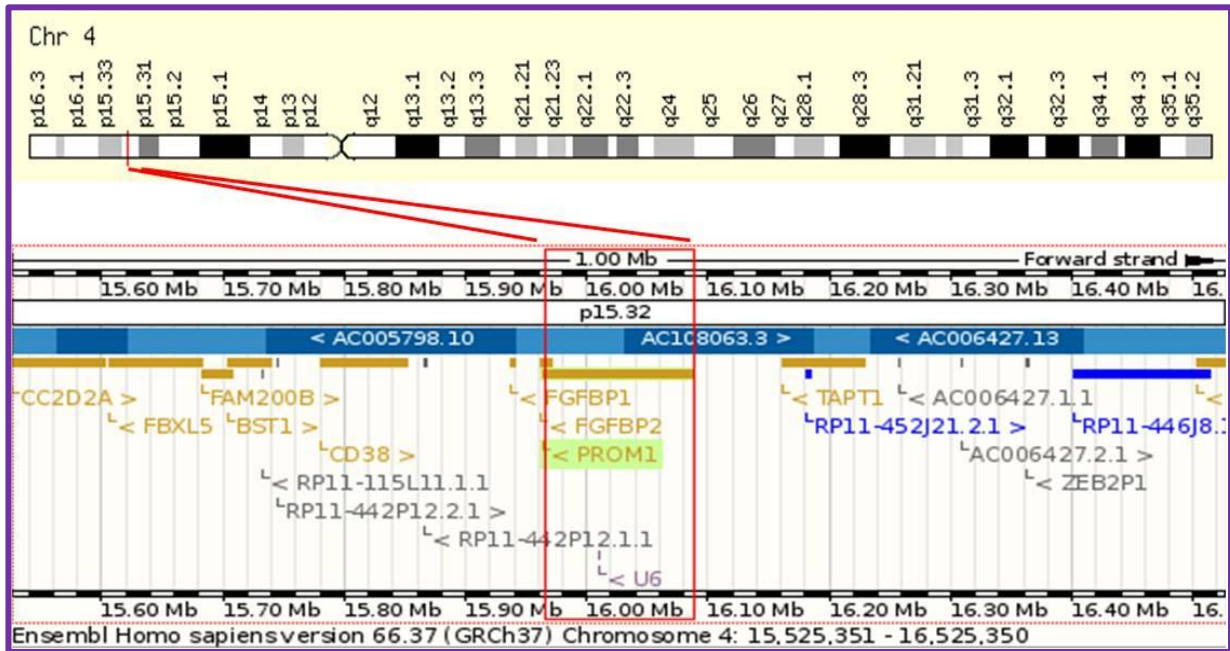 Chr 4
p16.3 p16.1 p15.33 p15.31 p15.2 p15.1 p14 p13 p12 q12 q13.1 q13.2 q13.3 q21.21 q21.23 q22.1 q22.3 q24 q25 q26 q27 q28.1 q28.3 q31.21 q31.3 q32.1 q32.3 q34.1 q34.3 q35.1 q35.2
1.00 Mb Forward strand
15.60 Mb 15.70 Mb 15.80 Mb 15.90 Mb 16.00 Mb 16.10 Mb 16.20 Mb 16.30 Mb 16.40 Mb 16.
p15.32
< AC005798.10 AC108063.3 > < AC006427.13
CC2D2A > FAM200B > < FGFBP1 < TAPT1 < AC006427.1.1 <
< FBXL5 BST1 > < FGFBP2 RP11-452J21.2.1 > RP11-446J8.
CD38 > < PROM1 AC006427.2.1 >
< RP11-115L11.1.1 < ZEB2P1
RP11-442P12.2.1 >
< RP11-442P12.1.1
< U6
15.60 Mb 15.70 Mb 15.80 Mb 15.90 Mb 16.00 Mb 16.10 Mb 16.20 Mb 16.30 Mb 16.40 Mb 16.
Ensembl Homo sapiens version 66.37 (GRCh37) Chromosome 4: 15,525,351 - 16,525,350